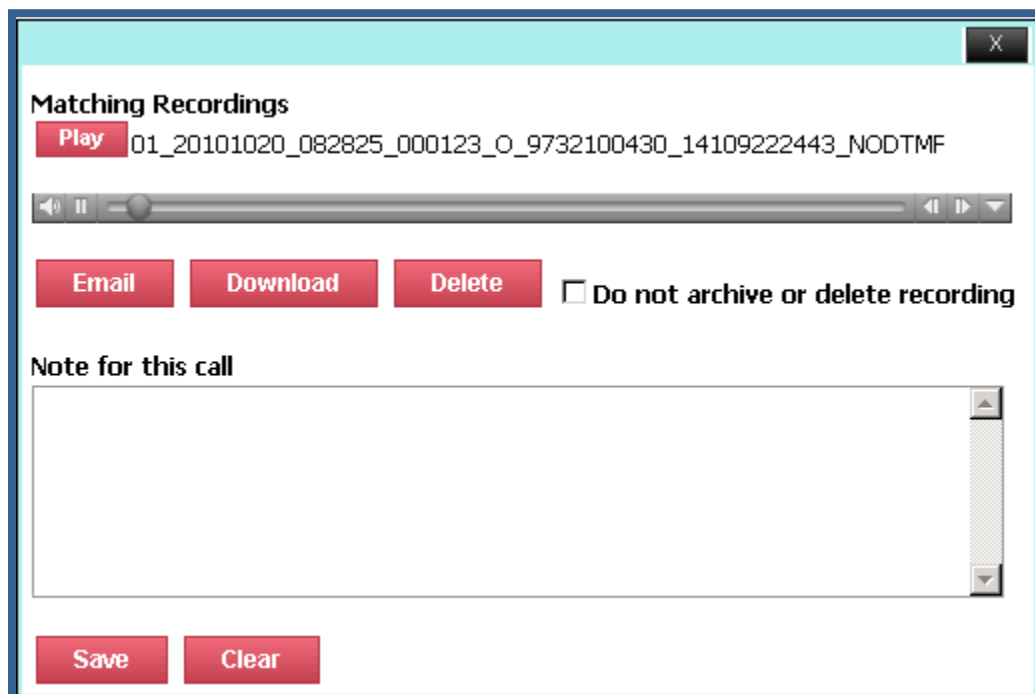 X
Matching Recordings
Play 01_20101020_082825_000123_O_9732100430_14109222443_NODTMF
Email Download Delete Do not archive or delete recording
Note for this call
Save Clear